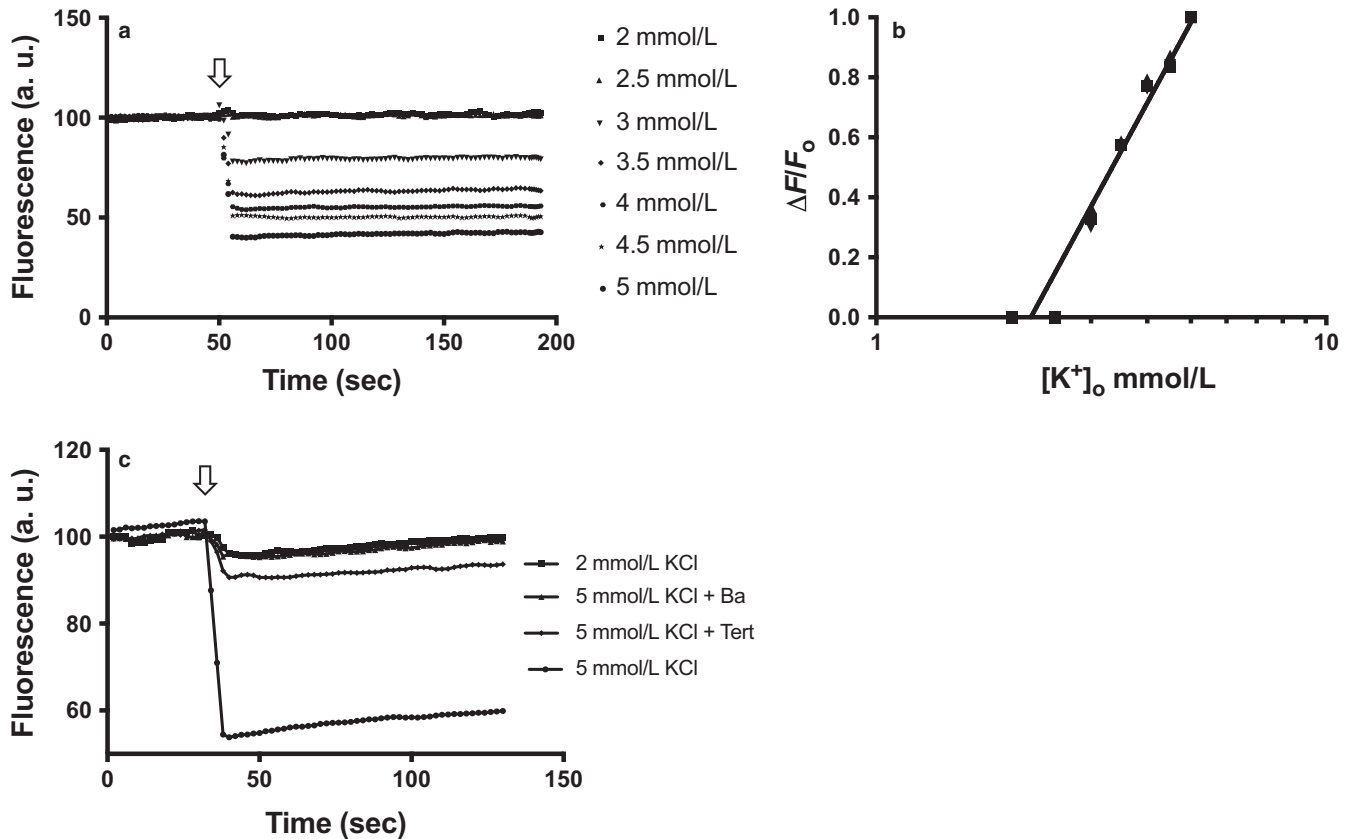 a
150
100
50
0
0 50 100 150 200
Fluorescence (a. u.)
Time (sec)
2 mmol/L
2.5 mmol/L
3 mmol/L
3.5 mmol/L
4 mmol/L
4.5 mmol/L
5 mmol/L
b
1.0
0.8
0.6
0.4
0.2
0.0
1 10
ΔF/Fo
[K+]o mmol/L
c
120
100
80
60
0 50 100 150
Fluorescence (a. u.)
Time (sec)
2 mmol/L KCl
5 mmol/L KCl + Ba
5 mmol/L KCl + Tert
5 mmol/L KCl